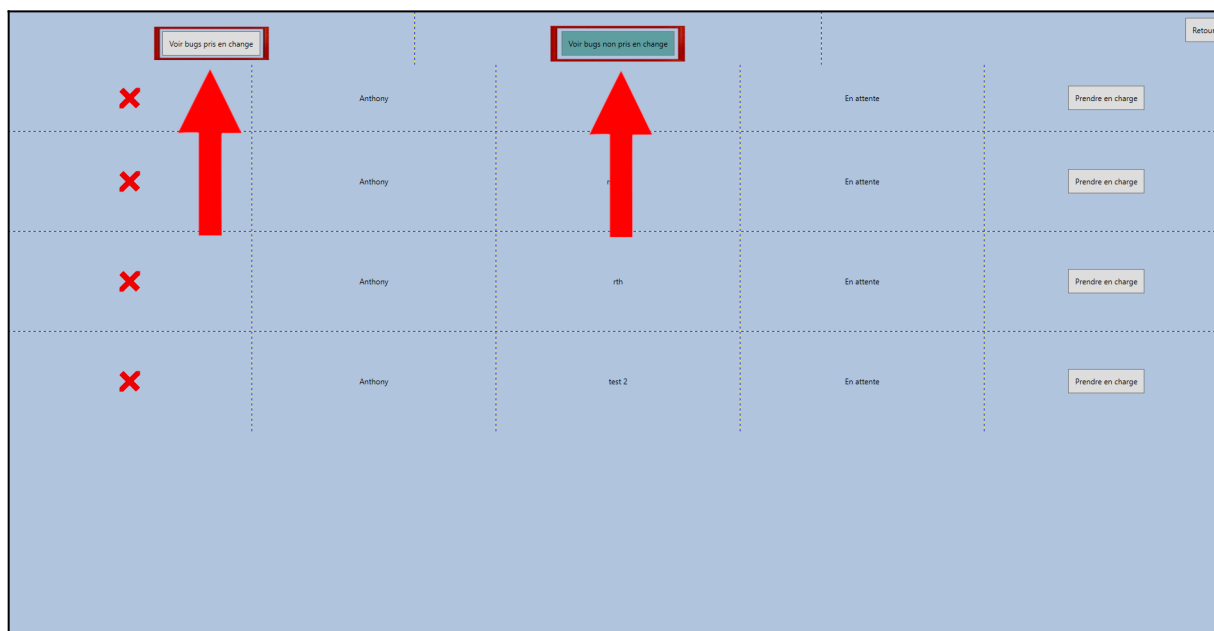 Voir bugs pris en change
Voir bugs non pris en change
Retour
Anthony
En attente
Prendre en charge
Anthony
En attente
Prendre en charge
Anthony
rth
En attente
Prendre en charge
Anthony
test 2
En attente
Prendre en charge